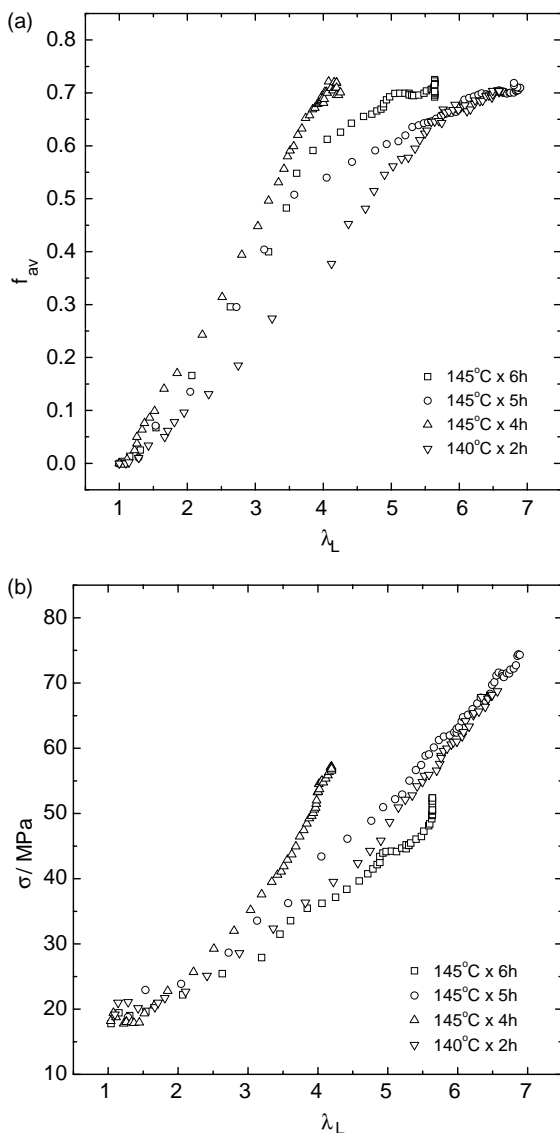 (a)
0.8
0.7
0.6
0.5
0.4
0.3
0.2
0.1
0.0
f_av
145°C x 6h
145°C x 5h
145°C x 4h
140°C x 2h
1 2 3 4 5 6 7
λ_L
(b)
80
70
60
50
40
30
20
10
σ/ MPa
145°C x 6h
145°C x 5h
145°C x 4h
140°C x 2h
1 2 3 4 5 6 7
λ_L